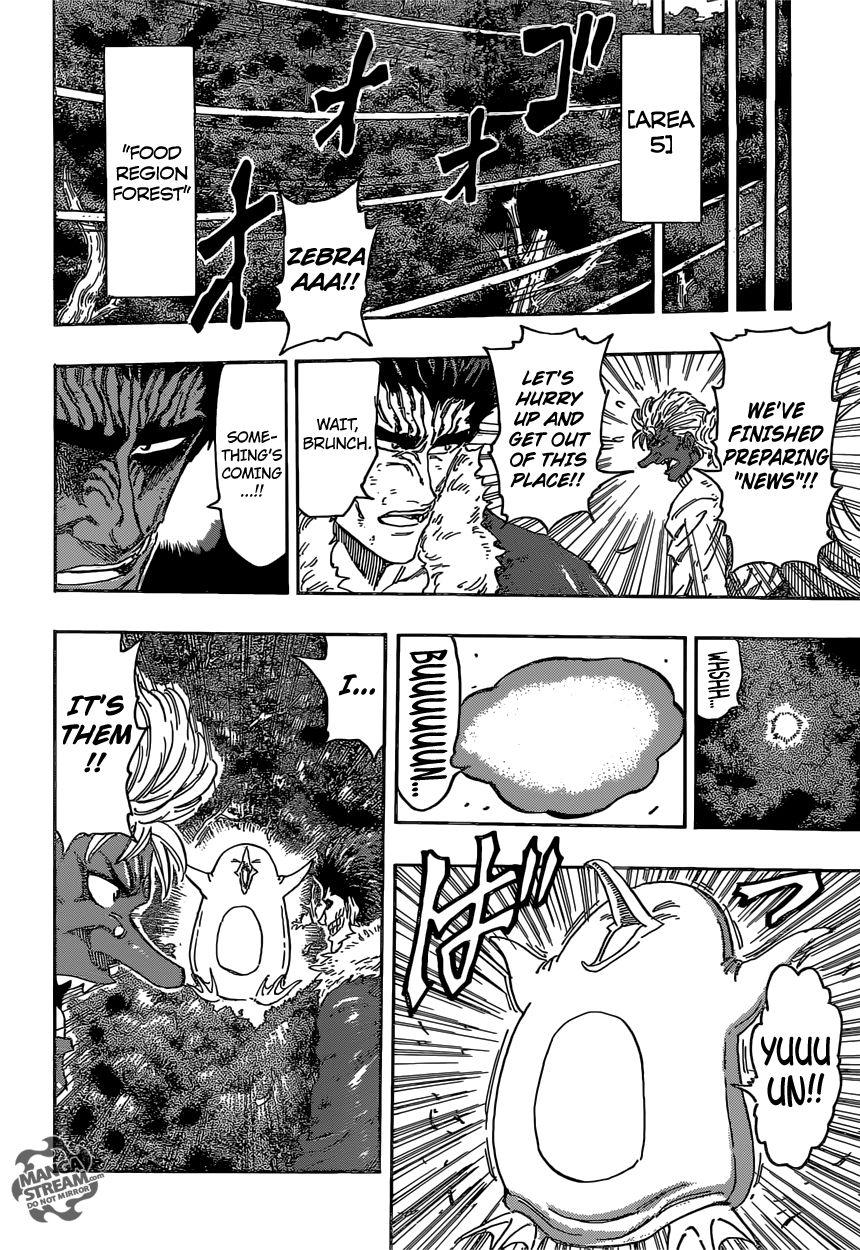 [AREA
5]
"FOOD
REGION
FOREST"
ゴ
オ
オ
ZEBRA
AAA!!
WE'VE
FINISHED
PREPARING
"NEWS"!!
LET'S
HURRY
UP AND
GET OUT
OF THIS
PLACE!!
WAIT,
BRUNCH.
SOME-
THING'S
COMING
...!!
WHSHH...
BUUUUUUN...
ばっ
YUUU
UN!!
I...
IT'S
THEM
!!
MANGA
STREAM.com
DO NOT MIRROR